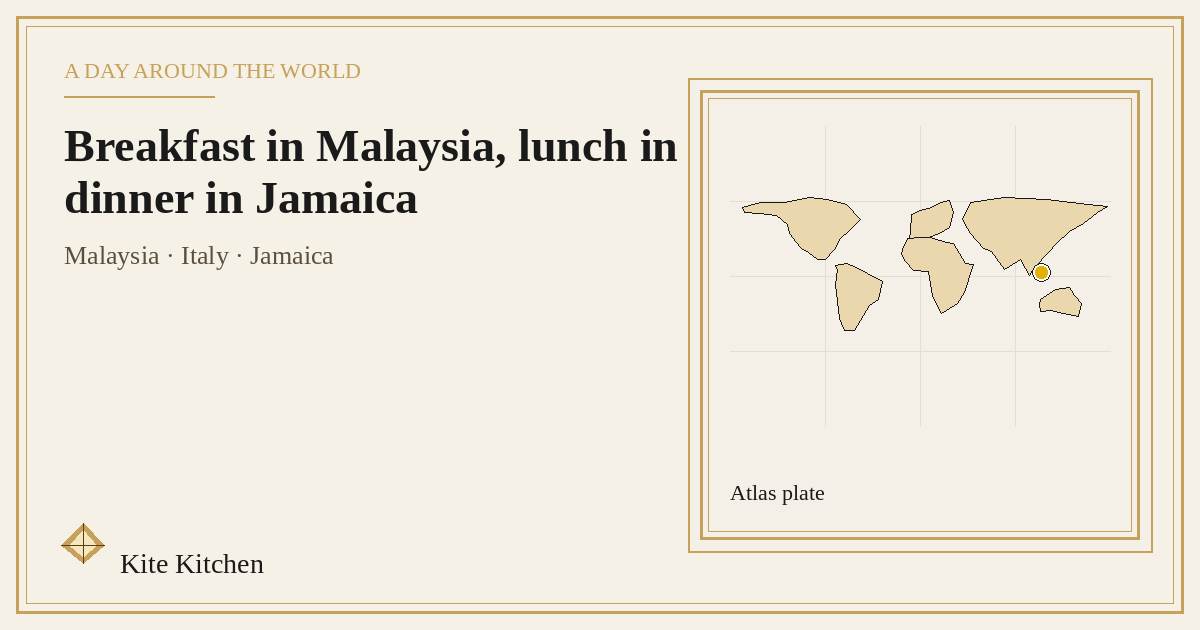 A DAY AROUND THE WORLD
Breakfast in Malaysia, lunch in
dinner in Jamaica
Malaysia · Italy · Jamaica
Atlas plate
Kite Kitchen